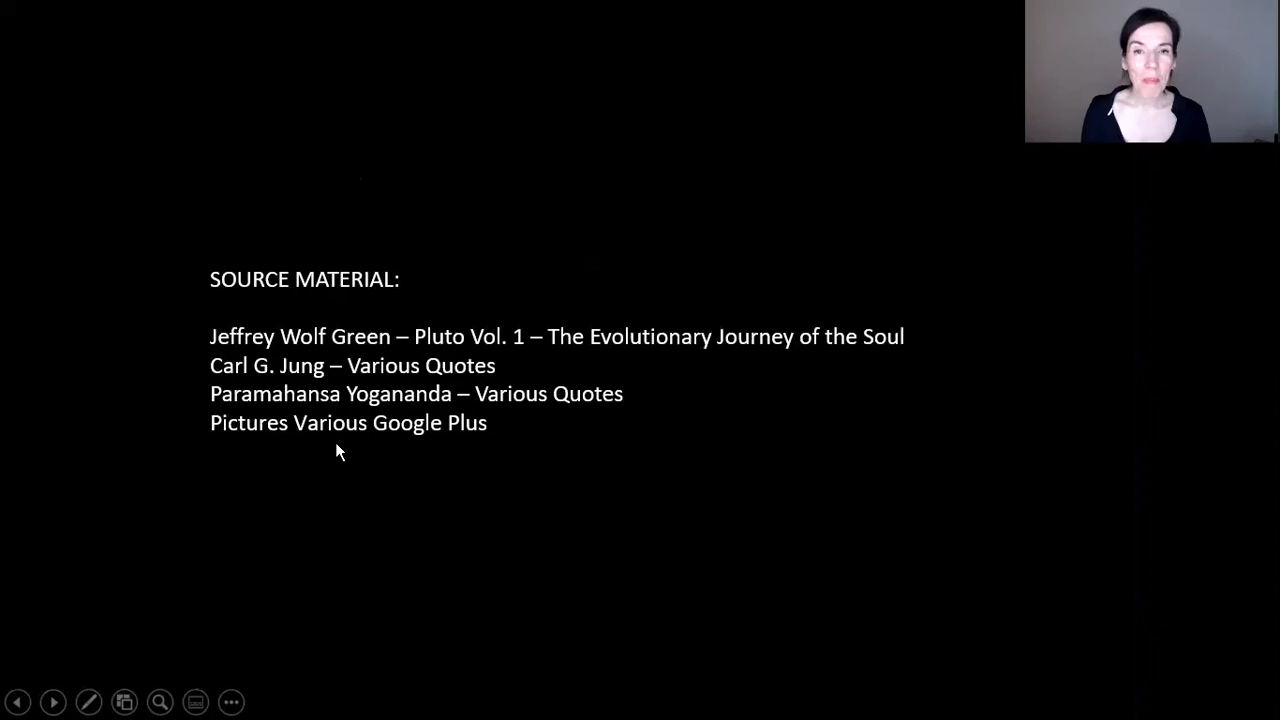 SOURCE MATERIAL:
Jeffrey Wolf Green – Pluto Vol. 1 – The Evolutionary Journey of the Soul
Carl G. Jung – Various Quotes
Paramahansa Yogananda – Various Quotes
Pictures Various Google Plus